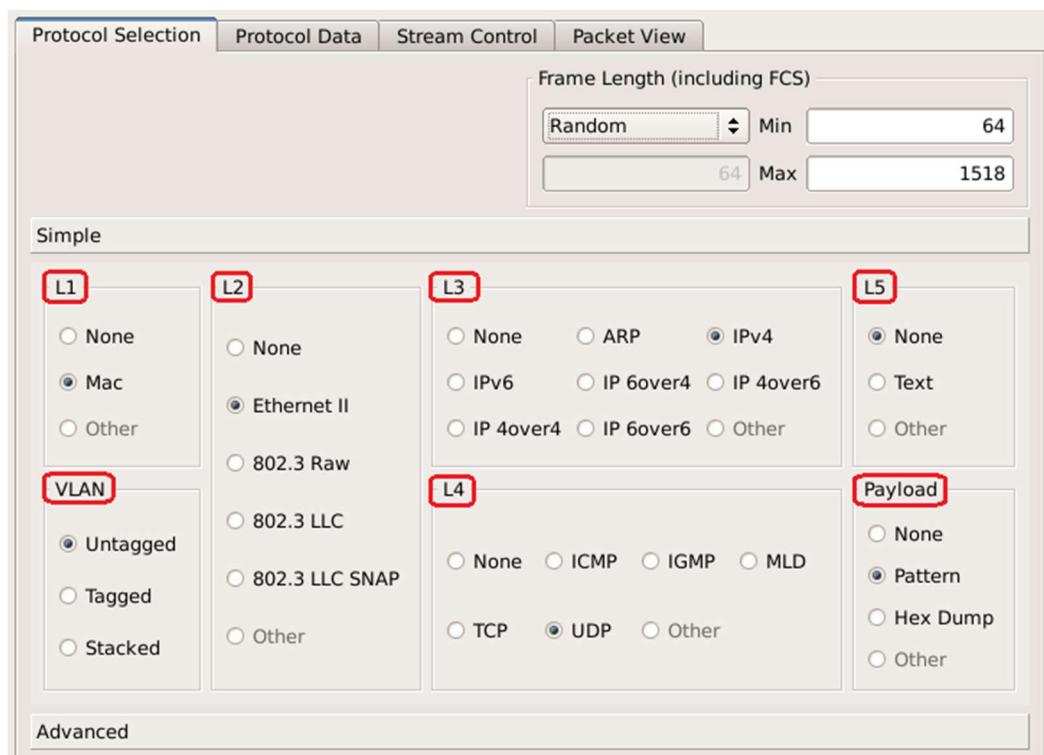 Protocol Selection Protocol Data Stream Control Packet View
Frame Length (including FCS)
Random Min 64
64 Max 1518
Simple
L1
None
Mac
Other
VLAN
Untagged
Tagged
Stacked
L2
None
Ethernet II
802.3 Raw
802.3 LLC
802.3 LLC SNAP
Other
L3
None ARP IPv4
IPv6 IP 6over4 IP 4over6
IP 4over4 IP 6over6 Other
L4
None ICMP IGMP MLD
TCP UDP Other
L5
None
Text
Other
Payload
None
Pattern
Hex Dump
Other
Advanced